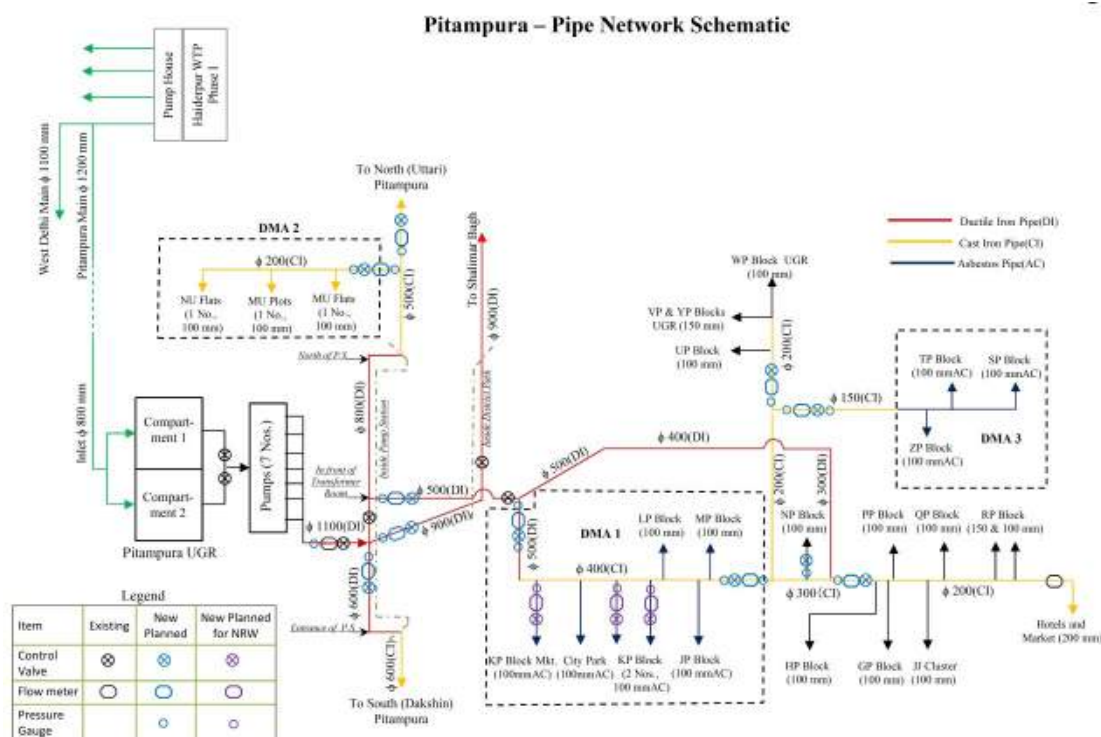 Pitampura – Pipe Network Schematic
Pump House
Haiderpur WTP
Phase I
West Delhi Main ϕ 1100 mm
Pitampura Main ϕ 1200 mm
Inlet ϕ 800 mm
To North (Uttari)
Pitampura
DMA 2
ϕ 200(CI)
NU Flats
(1 No.,
100 mm)
MU Plots
(1 No.,
100 mm)
MU Flats
(1 No.,
100 mm)
ϕ 500(CI)
To Shalimar Bagh
ϕ 900(DI)
North of P.S.
ϕ 800(DI)
Inside Pump Station
Inside District Park
In front of
Transformer
Room
Compart-
ment 1
Compart-
ment 2
Pitampura UGR
Pumps (7 Nos.)
ϕ 1100(DI)
ϕ 500(DI)
ϕ 900(DI)
ϕ 600(DI)
Entrance of P.S.
ϕ 600(CI)
To South (Dakshin)
Pitampura
Ductile Iron Pipe(DI)
Cast Iron Pipe(CI)
Asbestos Pipe(AC)
WP Block UGR
(100 mm)
VP & YP Blocks
UGR (150 mm)
UP Block
(100 mm)
ϕ 200(CI)
ϕ 150(CI)
TP Block
(100 mmAC)
SP Block
(100 mmAC)
ZP Block
(100 mmAC)
DMA 3
ϕ 500(DI)
ϕ 400(DI)
ϕ 200(CI)
ϕ 300(DI)
DMA 1
ϕ 500(DI)
LP Block
(100 mm)
MP Block
(100 mm)
ϕ 400(CI)
KP Block Mkt.
(100mmAC)
City Park
(100mmAC)
KP Block
(2 Nos.,
100 mmAC)
JP Block
(100 mmAC)
NP Block
(100 mm)
PP Block
(100 mm)
QP Block
(100 mm)
RP Block
(150 & 100 mm)
ϕ 300(CI)
ϕ 200(CI)
HP Block
(100 mm)
GP Block
(100 mm)
JJ Cluster
(100 mm)
Hotels and
Market (200 mm)
Legend
Item
Existing
New
Planned
New Planned
for NRW
Control
Valve
Flow meter
Pressure
Gauge